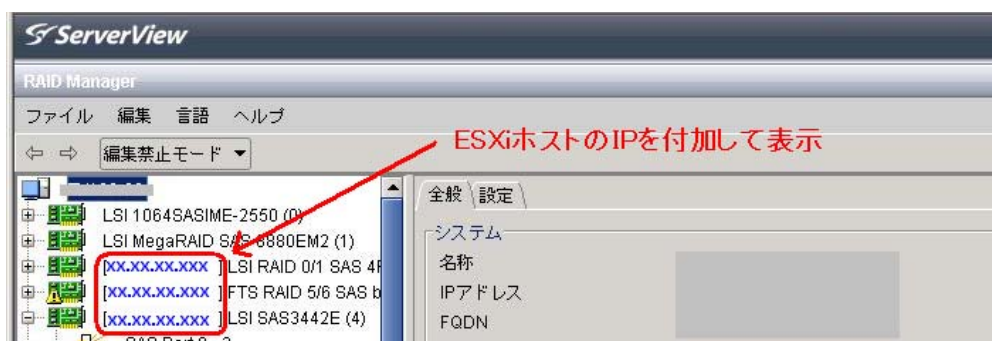 ServerView
RAID Manager
ファイル 編集 言語 ヘルプ
編集禁止モード
ESXiホストのIPを付加して表示
LSI 1064SASIME-2550 (0)
LSI MegaRAID SAS 8880EM2 (1)
[xx.xx.xx.xxx ] LSI RAID 0/1 SAS 4P
[xx.xx.xx.xxx ] FTS RAID 5/6 SAS b
[xx.xx.xx.xxx ] LSI SAS3442E (4)
全般 設定
システム
名称
IPアドレス
FQDN